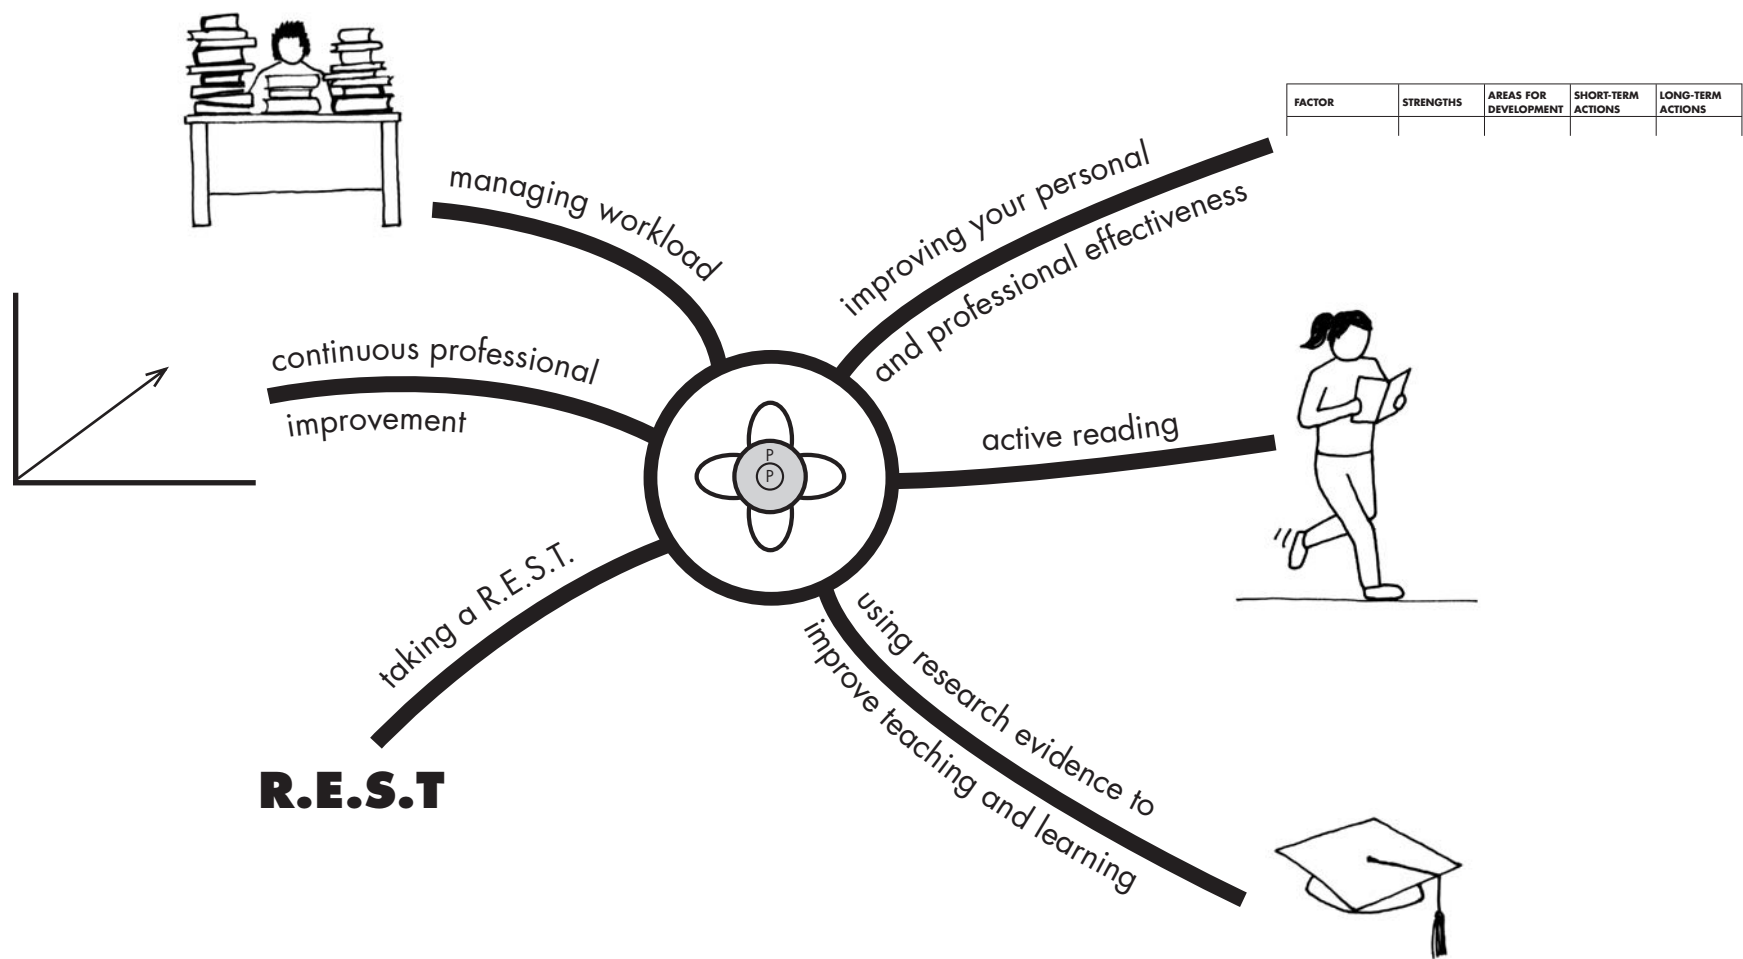 FACTOR
STRENGTHS
AREAS FOR
DEVELOPMENT
SHORT-TERM
ACTIONS
LONG-TERM
ACTIONS
managing workload
improving your personal
and professional effectiveness
continuous professional
improvement
active reading
P
P
taking a R.E.S.T.
R.E.S.T
using research evidence to
improve teaching and learning